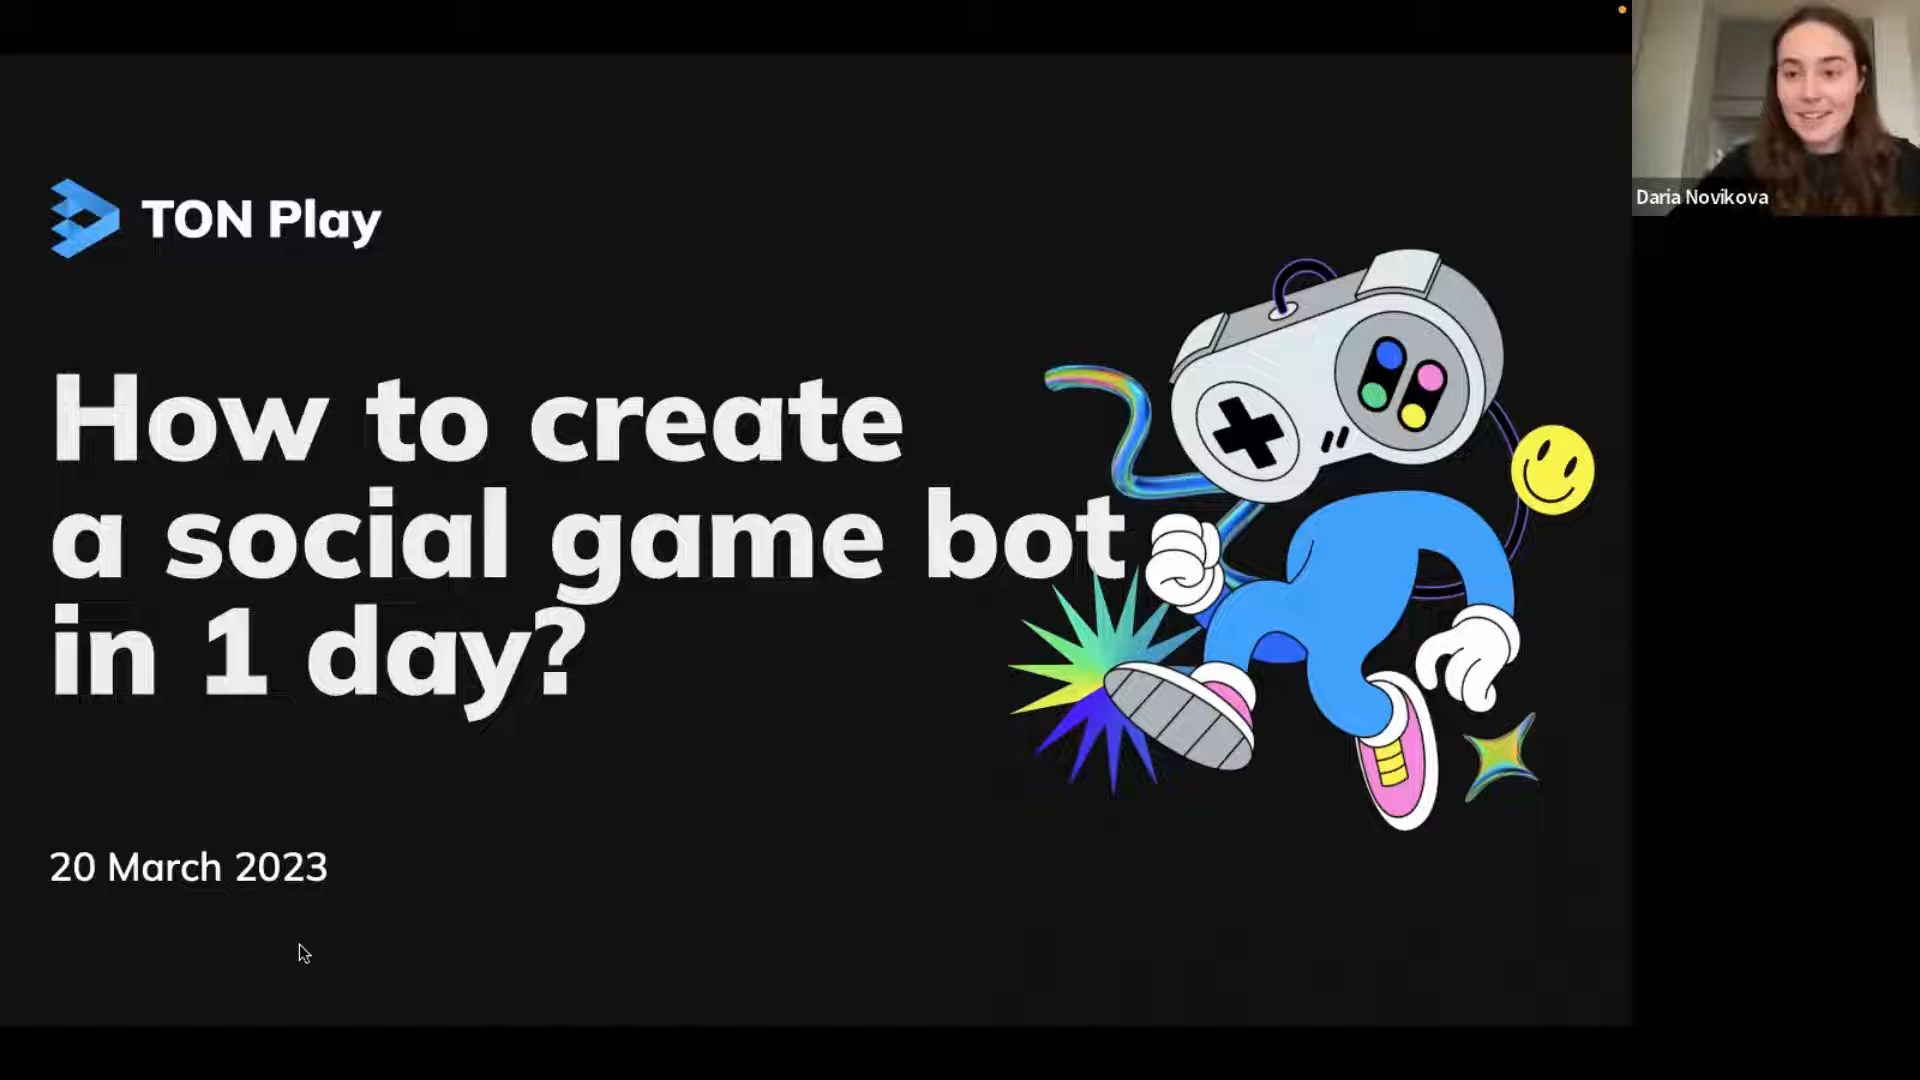 TON Play
How to create
a social game bot
in 1 day?
20 March 2023
Daria Novikova